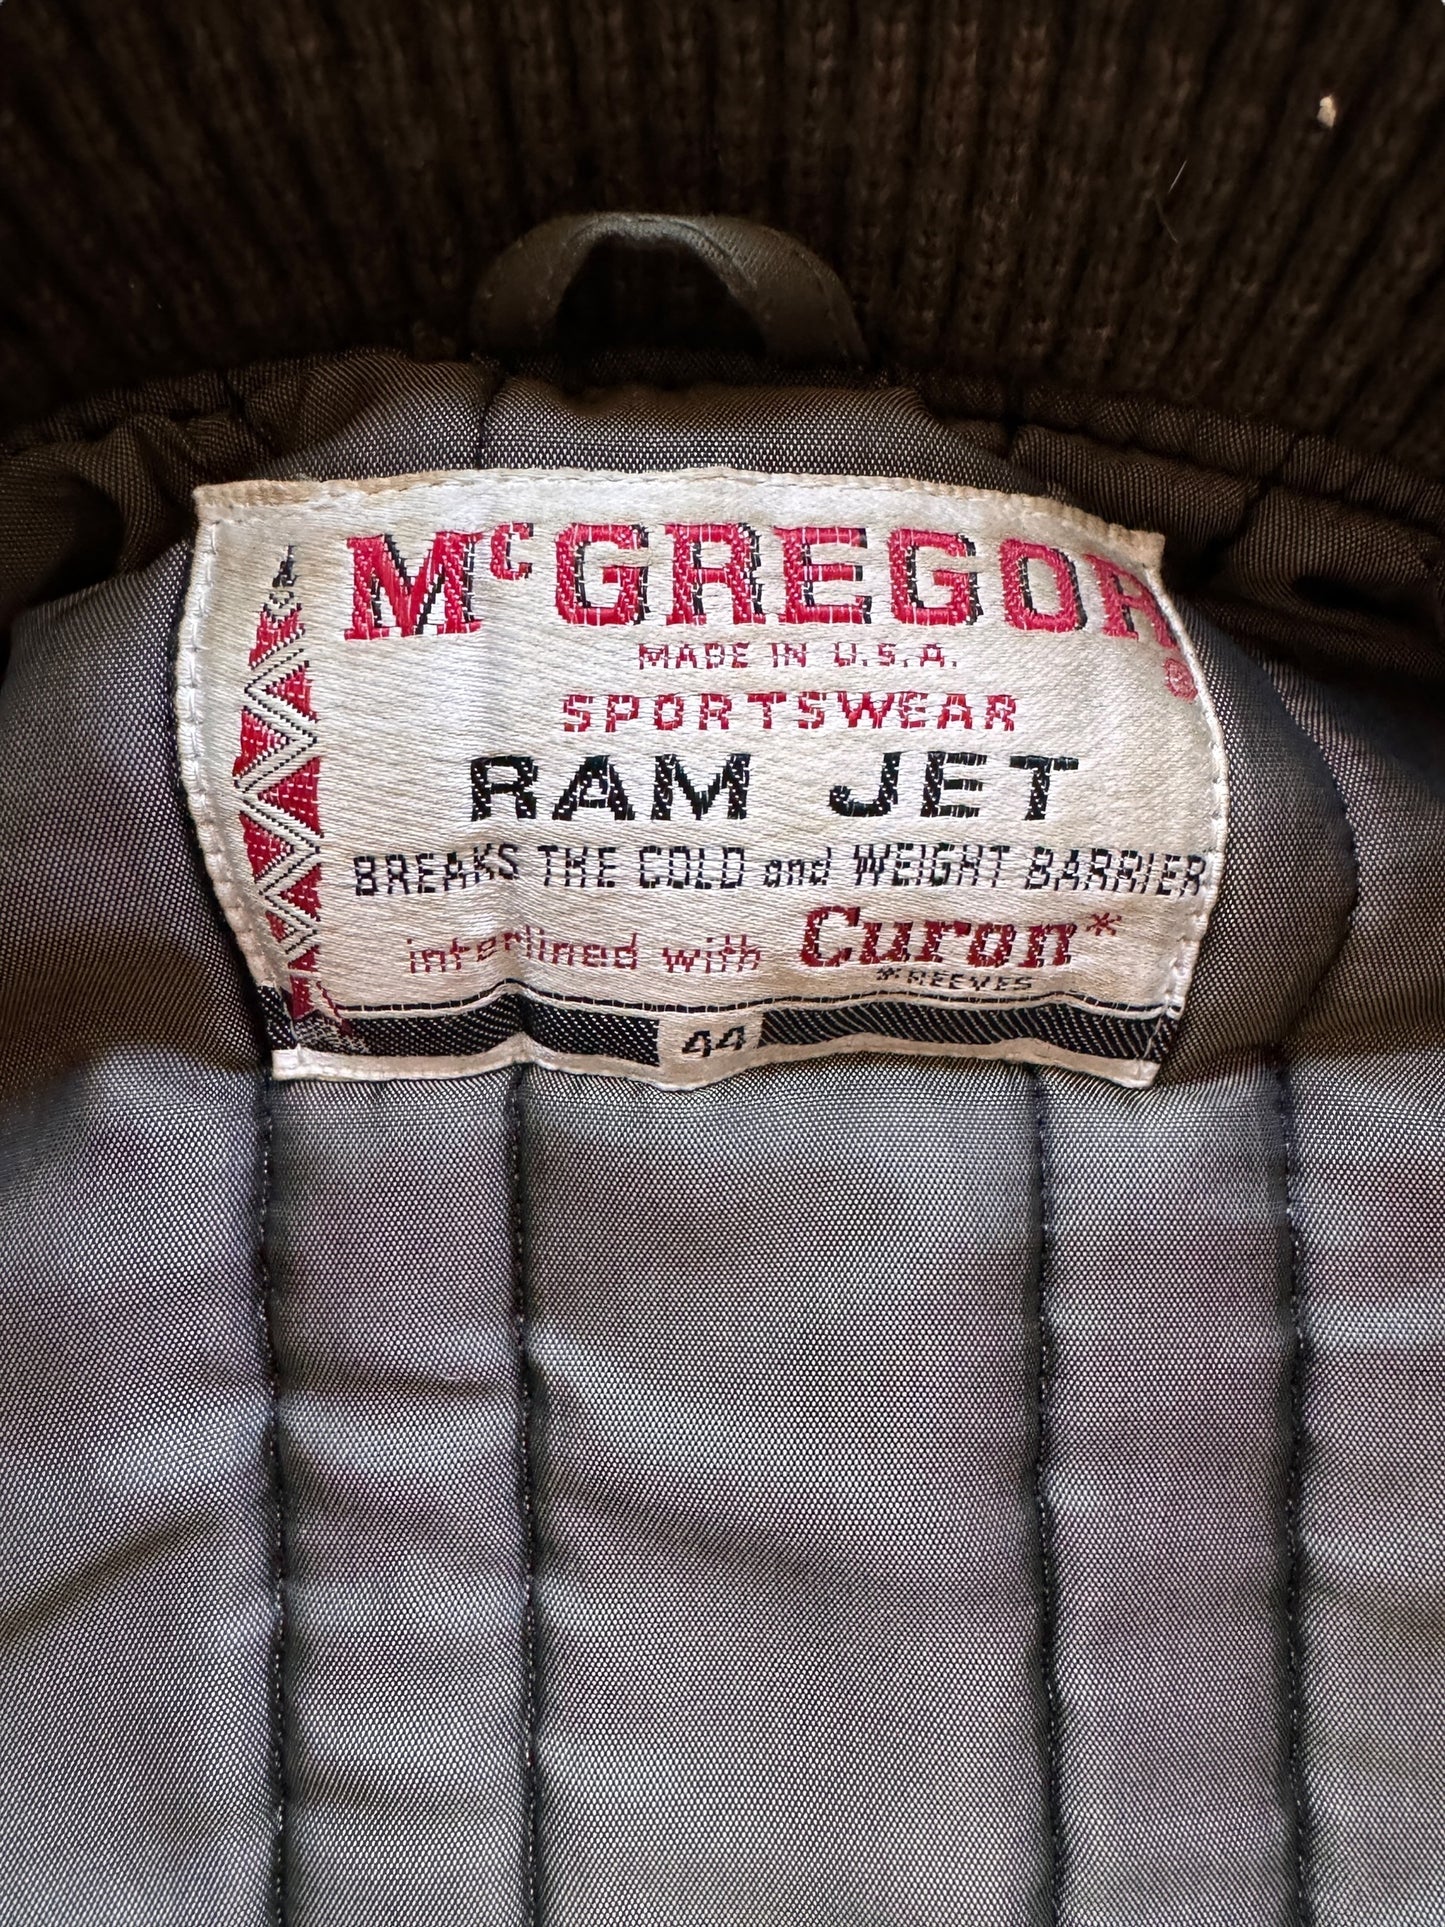 McGREGOR®
MADE IN U.S.A.
SPORTSWEAR
RAM JET
BREAKS THE COLD and WEIGHT BARRIER
interlined with Curon*
*REEVES
44